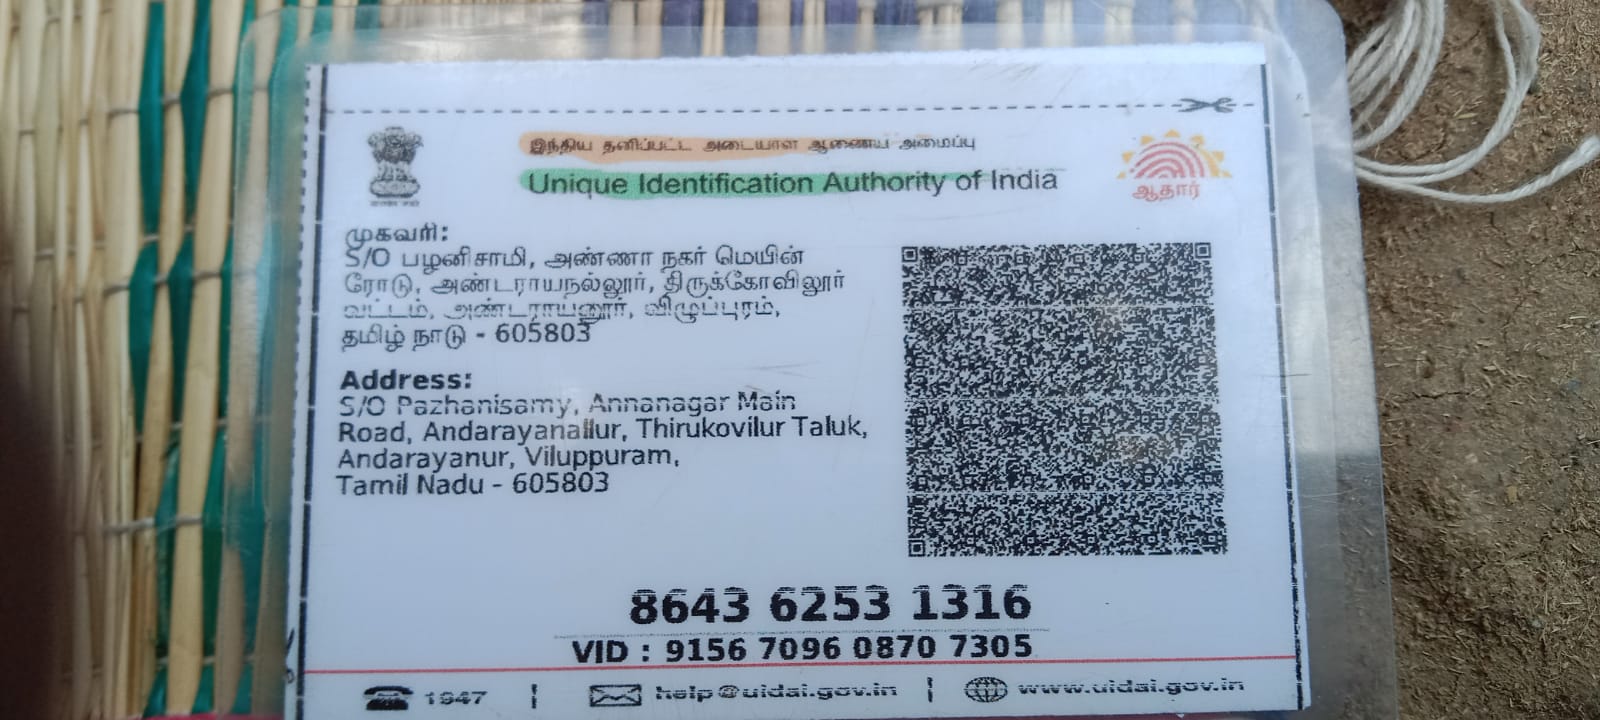 இந்திய தனிப்பட்ட அடையாள ஆணைய அமைப்பு
Unique Identification Authority of India
ஆதார்
முகவரி:
S/O பழனிசாமி, அண்ணா நகர் மெயின்
ரோடு, அண்டராயநல்லூர், திருக்கோவிலூர்
வட்டம், அண்டராயனூர், விழுப்புரம்,
தமிழ் நாடு - 605803
Address:
S/O Pazhanisamy, Annanagar Main
Road, Andarayanallur, Thirukovilur Taluk,
Andarayanur, Viluppuram,
Tamil Nadu - 605803
8643 6253 1316
VID : 9156 7096 0870 7305
1947 | help@uidai.gov.in | www.uidai.gov.in